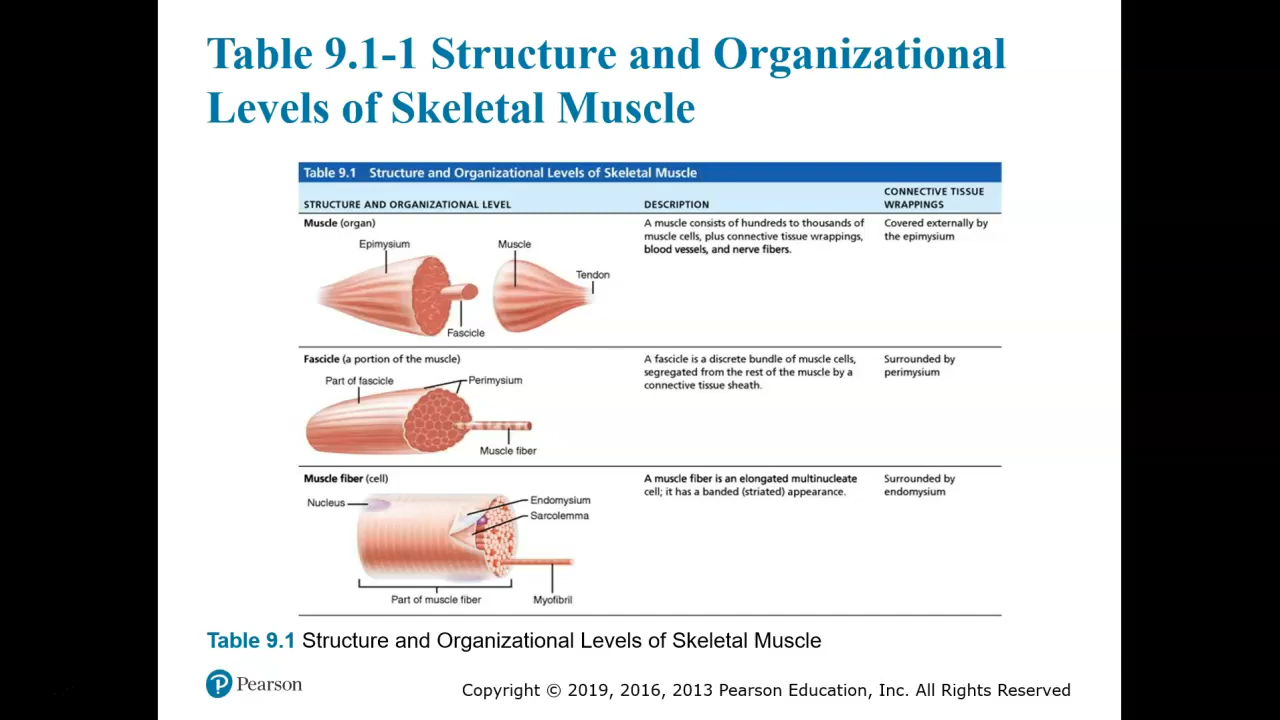 Table 9.1-1 Structure and Organizational
Levels of Skeletal Muscle
Table 9.1 Structure and Organizational Levels of Skeletal Muscle
STRUCTURE AND ORGANIZATIONAL LEVEL
DESCRIPTION
CONNECTIVE TISSUE
WRAPPINGS
Muscle (organ)
Epimysium
Muscle
Tendon
Fascicle
A muscle consists of hundreds to thousands of
muscle cells, plus connective tissue wrappings,
blood vessels, and nerve fibers.
Covered externally by
the epimysium
Fascicle (a portion of the muscle)
Part of fascicle
Perimysium
Muscle fiber
A fascicle is a discrete bundle of muscle cells,
segregated from the rest of the muscle by a
connective tissue sheath.
Surrounded by
perimysium
Muscle fiber (cell)
Nucleus
Endomysium
Sarcolemma
Part of muscle fiber
Myofibril
A muscle fiber is an elongated multinucleate
cell; it has a banded (striated) appearance.
Surrounded by
endomysium
Table 9.1 Structure and Organizational Levels of Skeletal Muscle
Pearson
Copyright © 2019, 2016, 2013 Pearson Education, Inc. All Rights Reserved